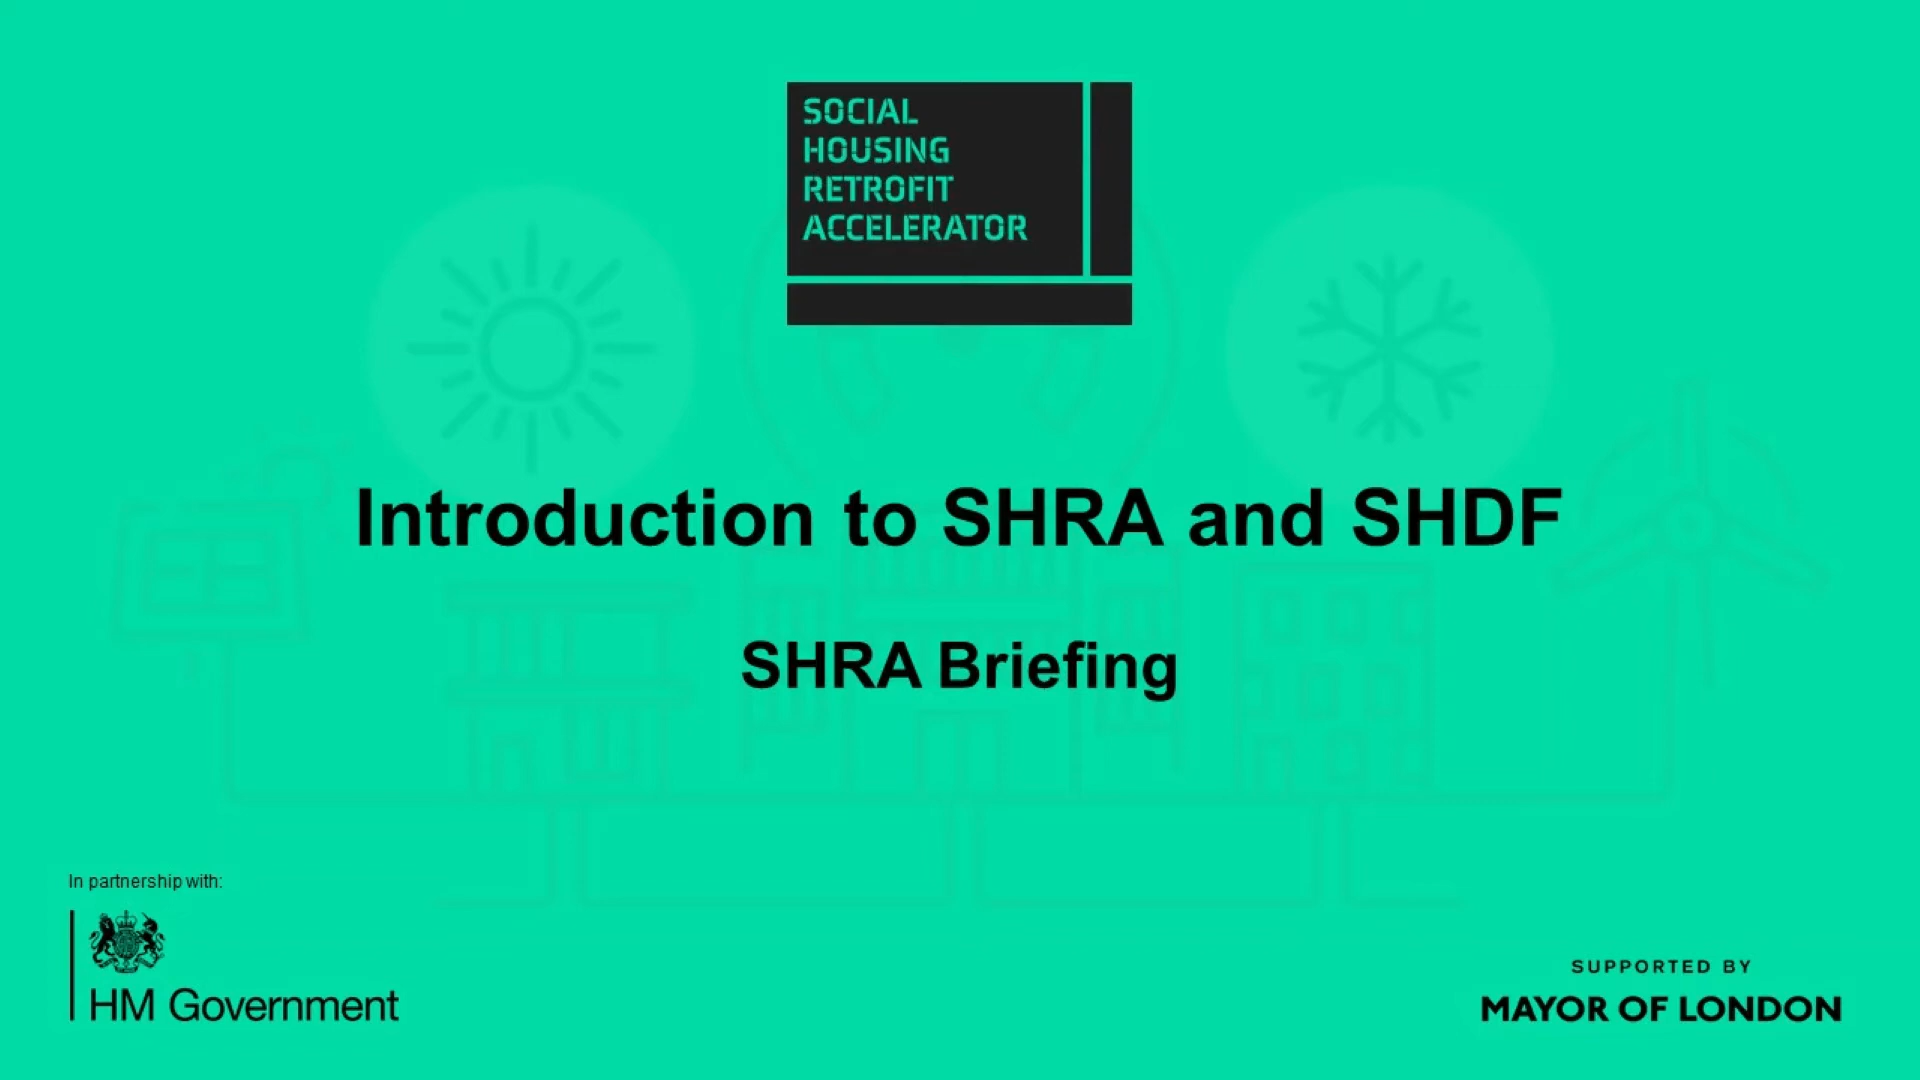 SOCIAL
HOUSING
RETROFIT
ACCELERATOR
Introduction to SHRA and SHDF
SHRA Briefing
In partnership with:
HM Government
SUPPORTED BY
MAYOR OF LONDON